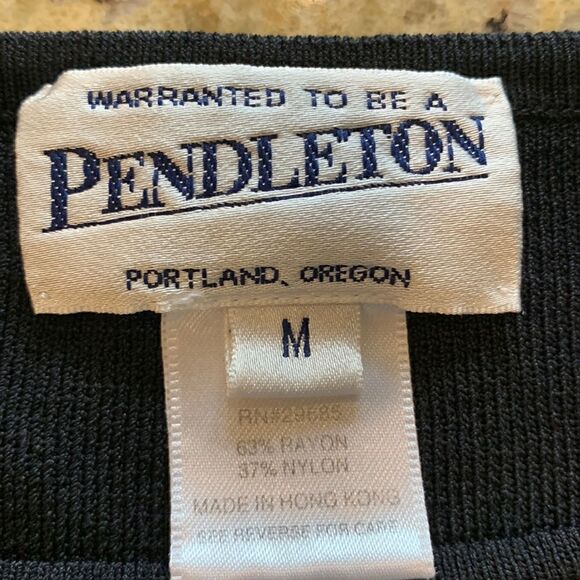 WARRANTED TO BE A
PENDLETON
PORTLAND, OREGON
M
RN#29685
63% RAYON
37% NYLON
MADE IN HONG KONG
SEE REVERSE FOR CARE